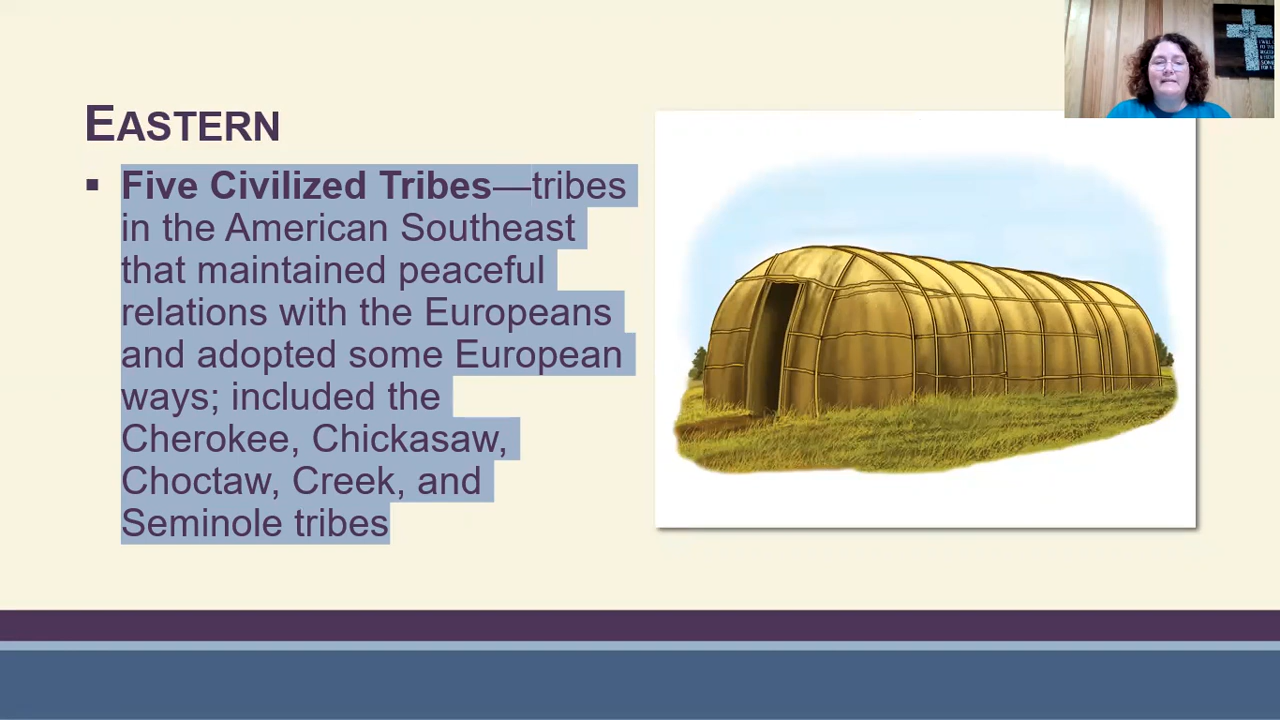 EASTERN
▪ Five Civilized Tribes—tribes
in the American Southeast
that maintained peaceful
relations with the Europeans
and adopted some European
ways; included the
Cherokee, Chickasaw,
Choctaw, Creek, and
Seminole tribes